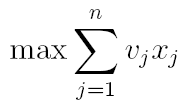 max ∑_{j=1}^{n} v_j x_j